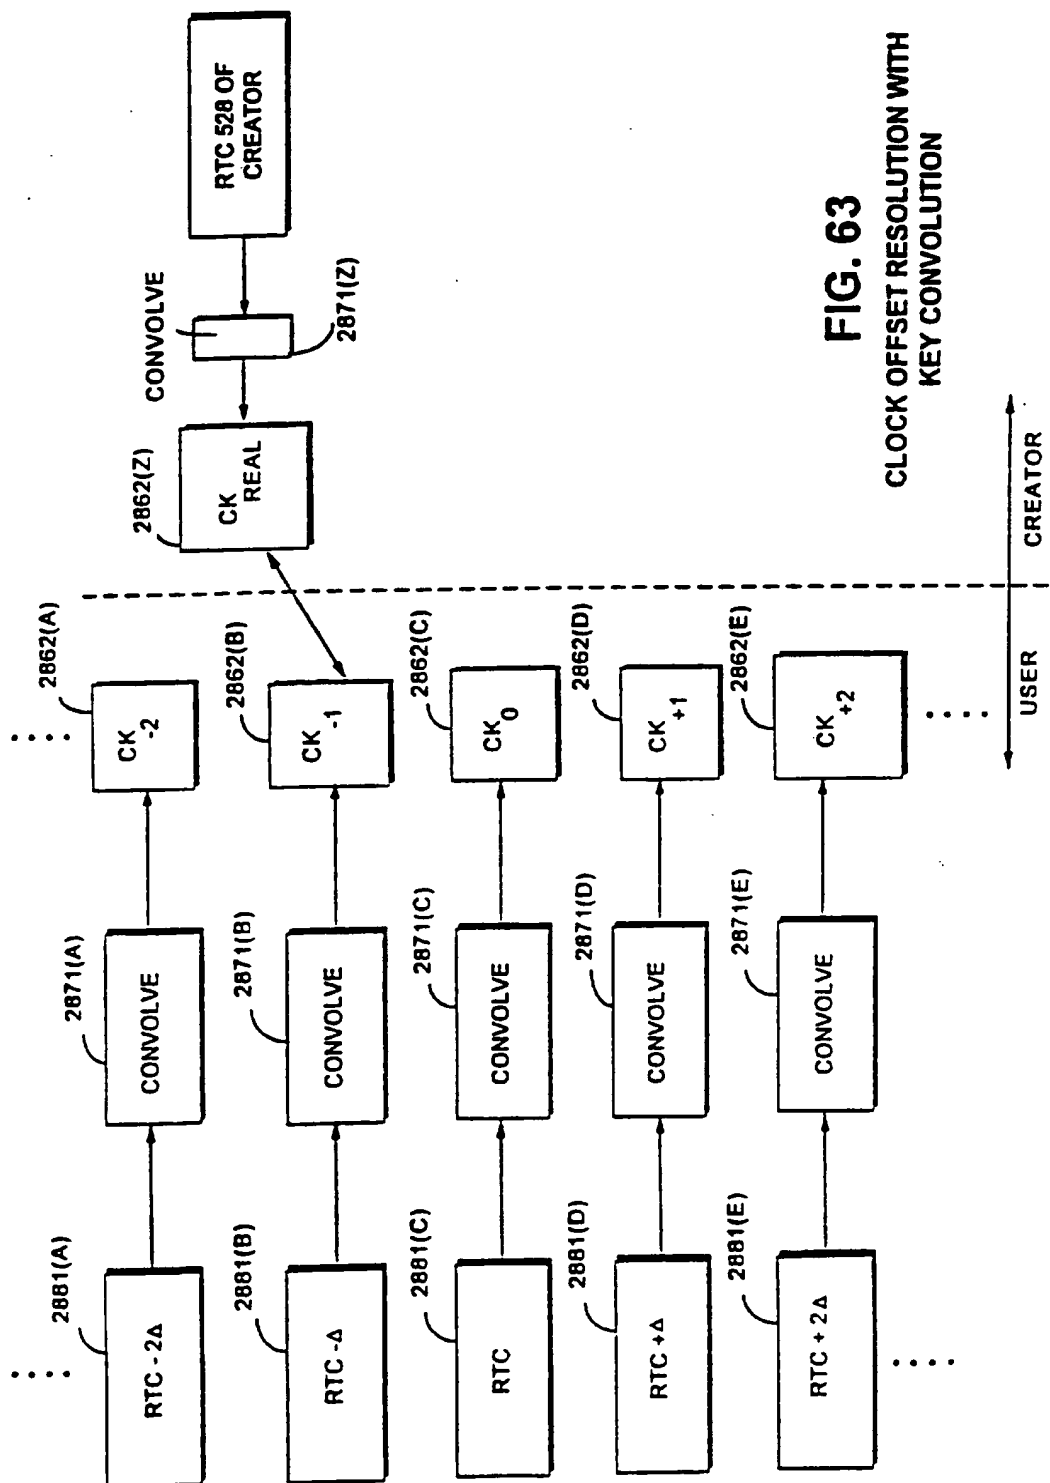 2881(A)
RTC - 2Δ
2871(A)
CONVOLVE
2862(A)
CK -2
2881(B)
RTC -Δ
2871(B)
CONVOLVE
2862(B)
CK -1
2881(C)
RTC
2871(C)
CONVOLVE
2862(C)
CK 0
2881(D)
RTC +Δ
2871(D)
CONVOLVE
2862(D)
CK +1
2881(E)
RTC + 2Δ
2871(E)
CONVOLVE
2862(E)
CK +2
2862(Z)
CK REAL
CONVOLVE
2871(Z)
RTC 528 OF
CREATOR
USER
CREATOR
FIG. 63
CLOCK OFFSET RESOLUTION WITH
KEY CONVOLUTION